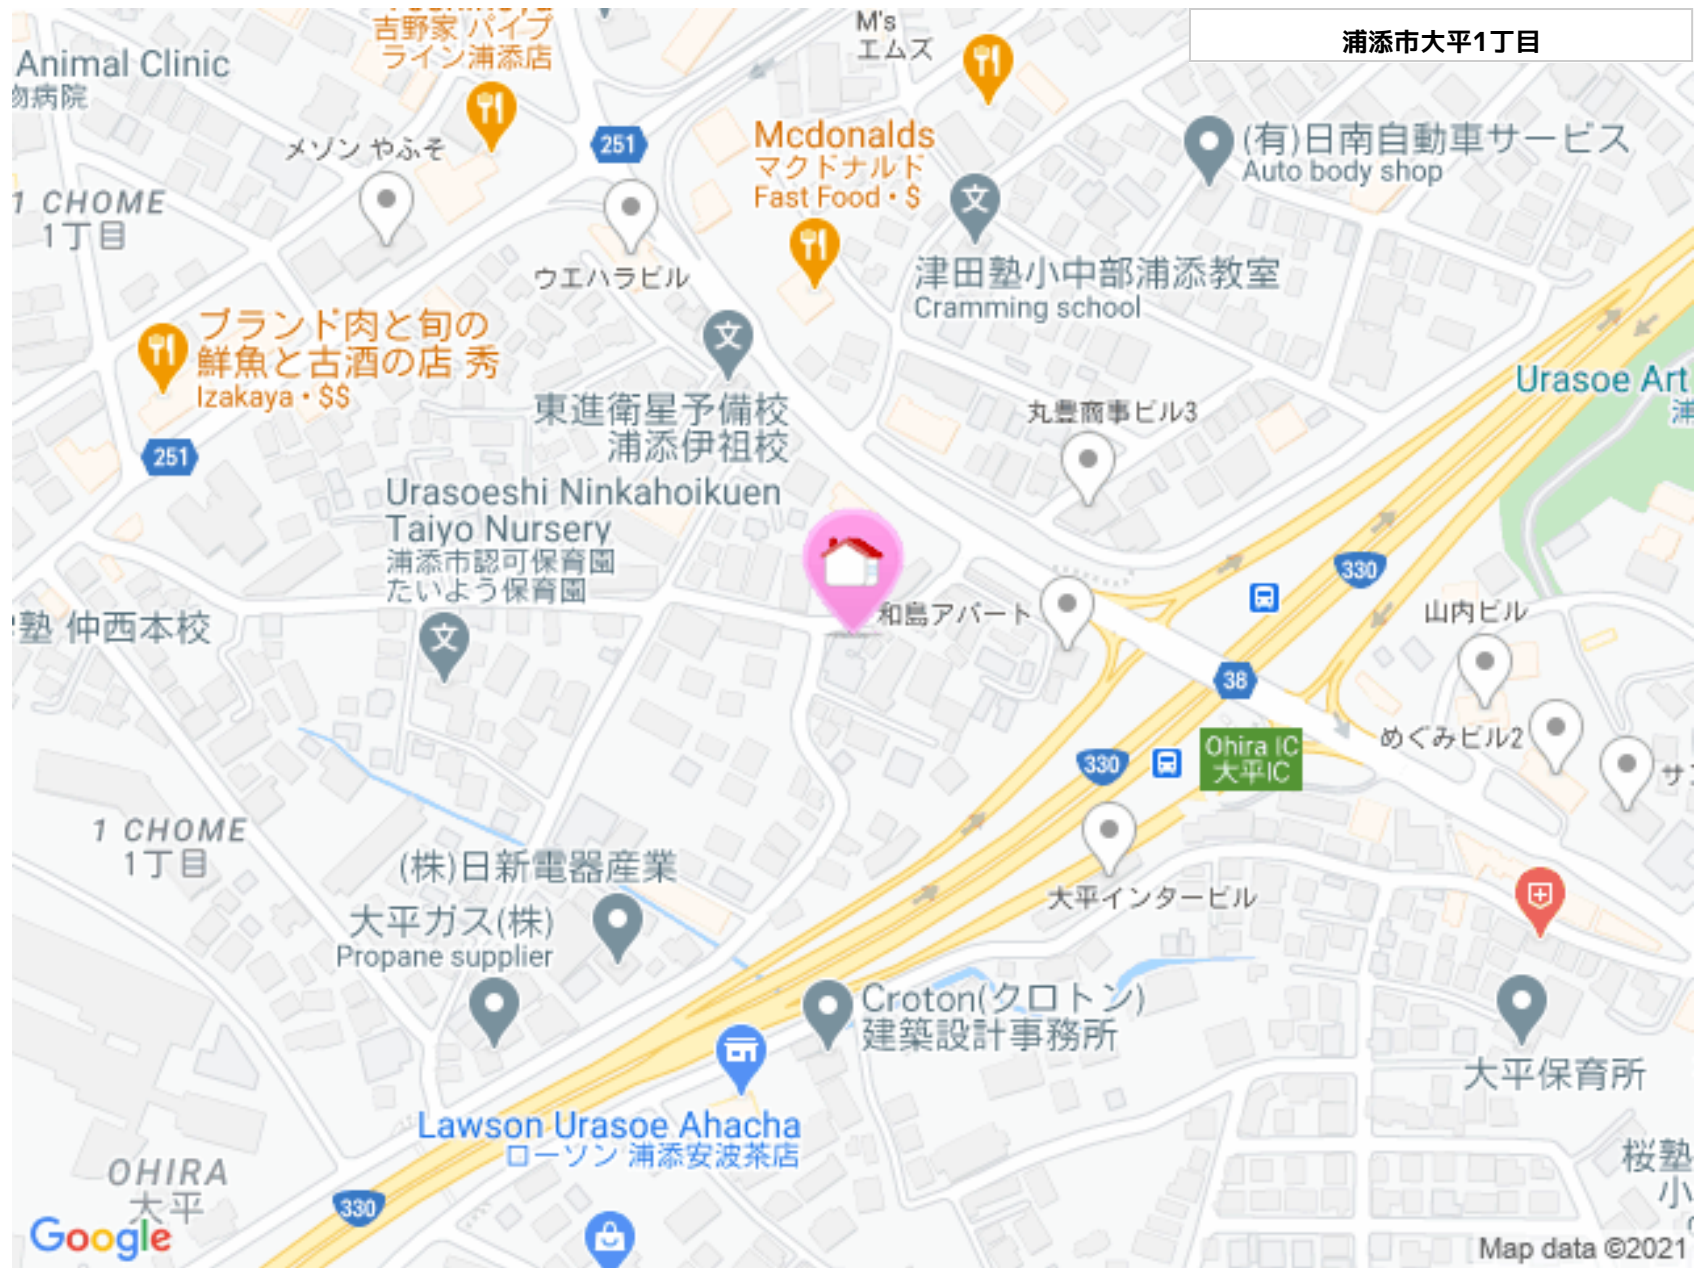 吉野家 パイプ
ライン浦添店
M's
エムズ
浦添市大平1丁目
Animal Clinic
物病院
メゾン やふそ
251
Mcdonalds
マクドナルド
Fast Food • $
(有)日南自動車サービス
Auto body shop
1 CHOME
1丁目
ウエハラビル
津田塾小中部浦添教室
Cramming school
ブランド肉と旬の
鮮魚と古酒の店 秀
Izakaya • $$
東進衛星予備校
浦添伊祖校
丸豊商事ビル3
Urasoe Art
251
Urasoeshi Ninkahoikuen
Taiyo Nursery
浦添市認可保育園
たいよう保育園
330
塾 仲西本校
和島アパート
山内ビル
38
Ohira IC
大平IC
330
めぐみビル2
サ
1 CHOME
1丁目
(株)日新電器産業
大平ガス(株)
Propane supplier
大平インタービル
Croton(クロトン)
建築設計事務所
大平保育所
Lawson Urasoe Ahacha
ローソン 浦添安波茶店
桜塾
小
OHIRA
大平
330
Google
Map data ©2021